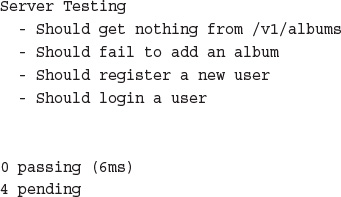 Server Testing
- Should get nothing from /v1/albums
- Should fail to add an album
- Should register a new user
- Should login a user
0 passing (6ms)
4 pending